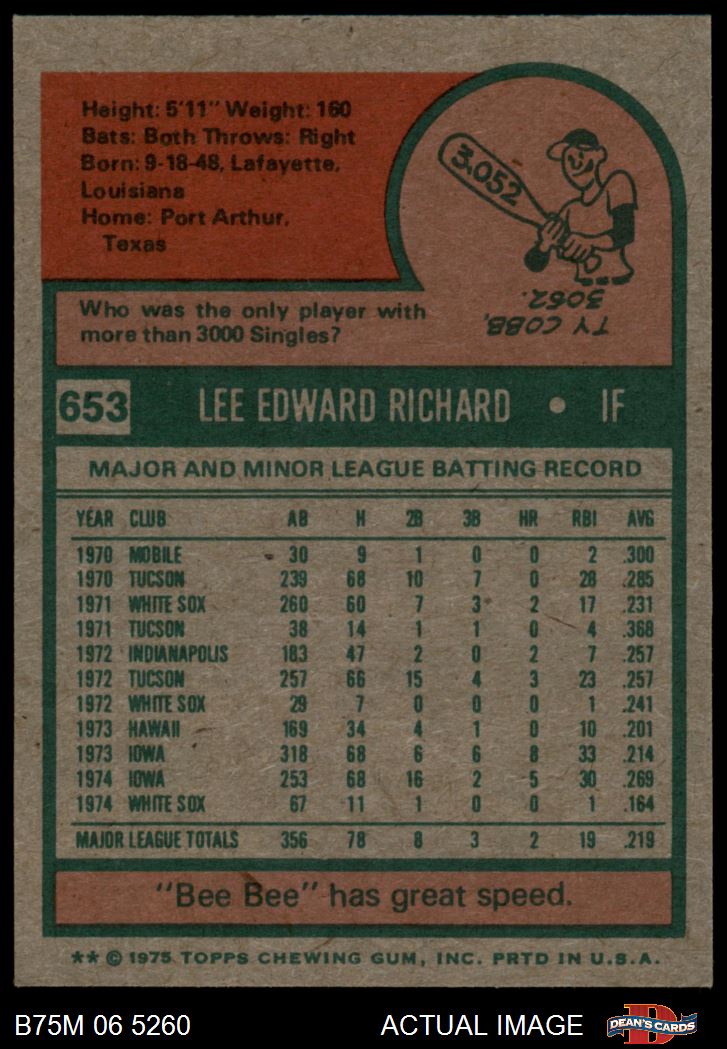 Height: 5'11" Weight: 160
Bats: Both Throws: Right
Born: 9-18-48, Lafayette,
Louisiana
Home: Port Arthur,
Texas
3,052
TY COBB,
3052.
Who was the only player with
more than 3000 Singles?
653 LEE EDWARD RICHARD • IF
MAJOR AND MINOR LEAGUE BATTING RECORD
YEAR CLUB AB H 2B 3B HR RBI AVG
1970 MOBILE 30 9 1 0 0 2 .300
1970 TUCSON 239 68 10 7 0 28 .285
1971 WHITE SOX 260 60 7 3 2 17 .231
1971 TUCSON 38 14 1 1 0 4 .368
1972 INDIANAPOLIS 183 47 2 0 2 7 .257
1972 TUCSON 257 66 15 4 3 23 .257
1972 WHITE SOX 29 7 0 0 0 1 .241
1973 HAWAII 169 34 4 1 0 10 .201
1973 IOWA 318 68 6 6 8 33 .214
1974 IOWA 253 68 16 2 5 30 .269
1974 WHITE SOX 67 11 1 0 0 1 .164
MAJOR LEAGUE TOTALS 356 78 8 3 2 19 .219
"Bee Bee" has great speed.
** © 1975 TOPPS CHEWING GUM, INC. PRTD IN U.S.A.
B75M 06 5260 ACTUAL IMAGE DEAN'S CARDS